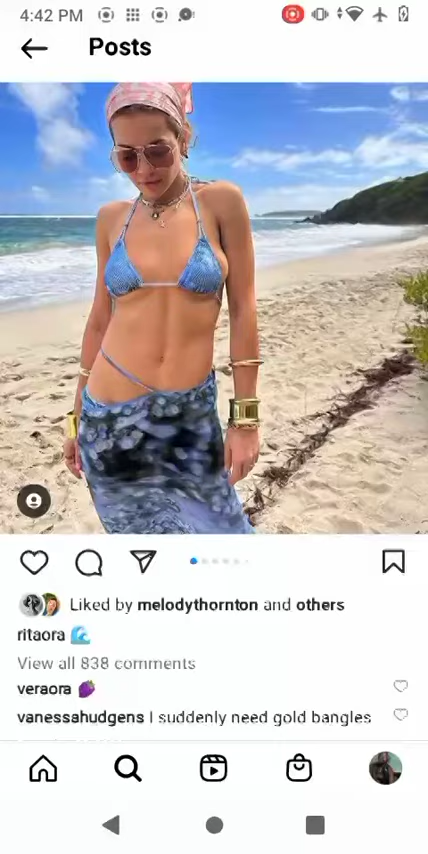 4:42 PM
Posts
Liked by melodythornton and others
ritaora 🌊
View all 838 comments
veraora 🍇
vanessahudgens I suddenly need gold bangles